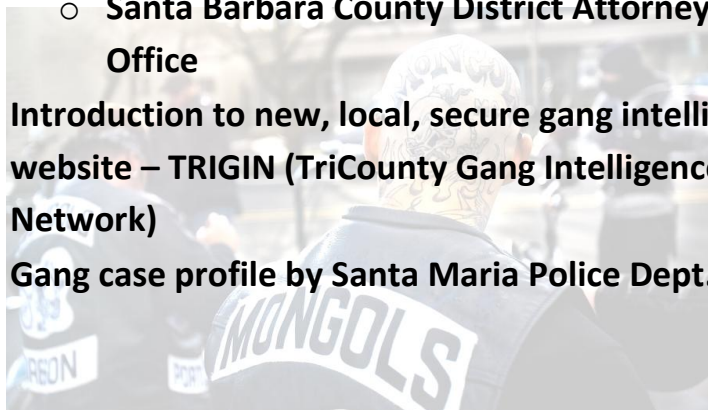 ○ Santa Barbara County District Attorney
Office
Introduction to new, local, secure gang intelli
website – TRIGIN (TriCounty Gang Intelligence
Network)
Gang case profile by Santa Maria Police Dept.
MONGOLS